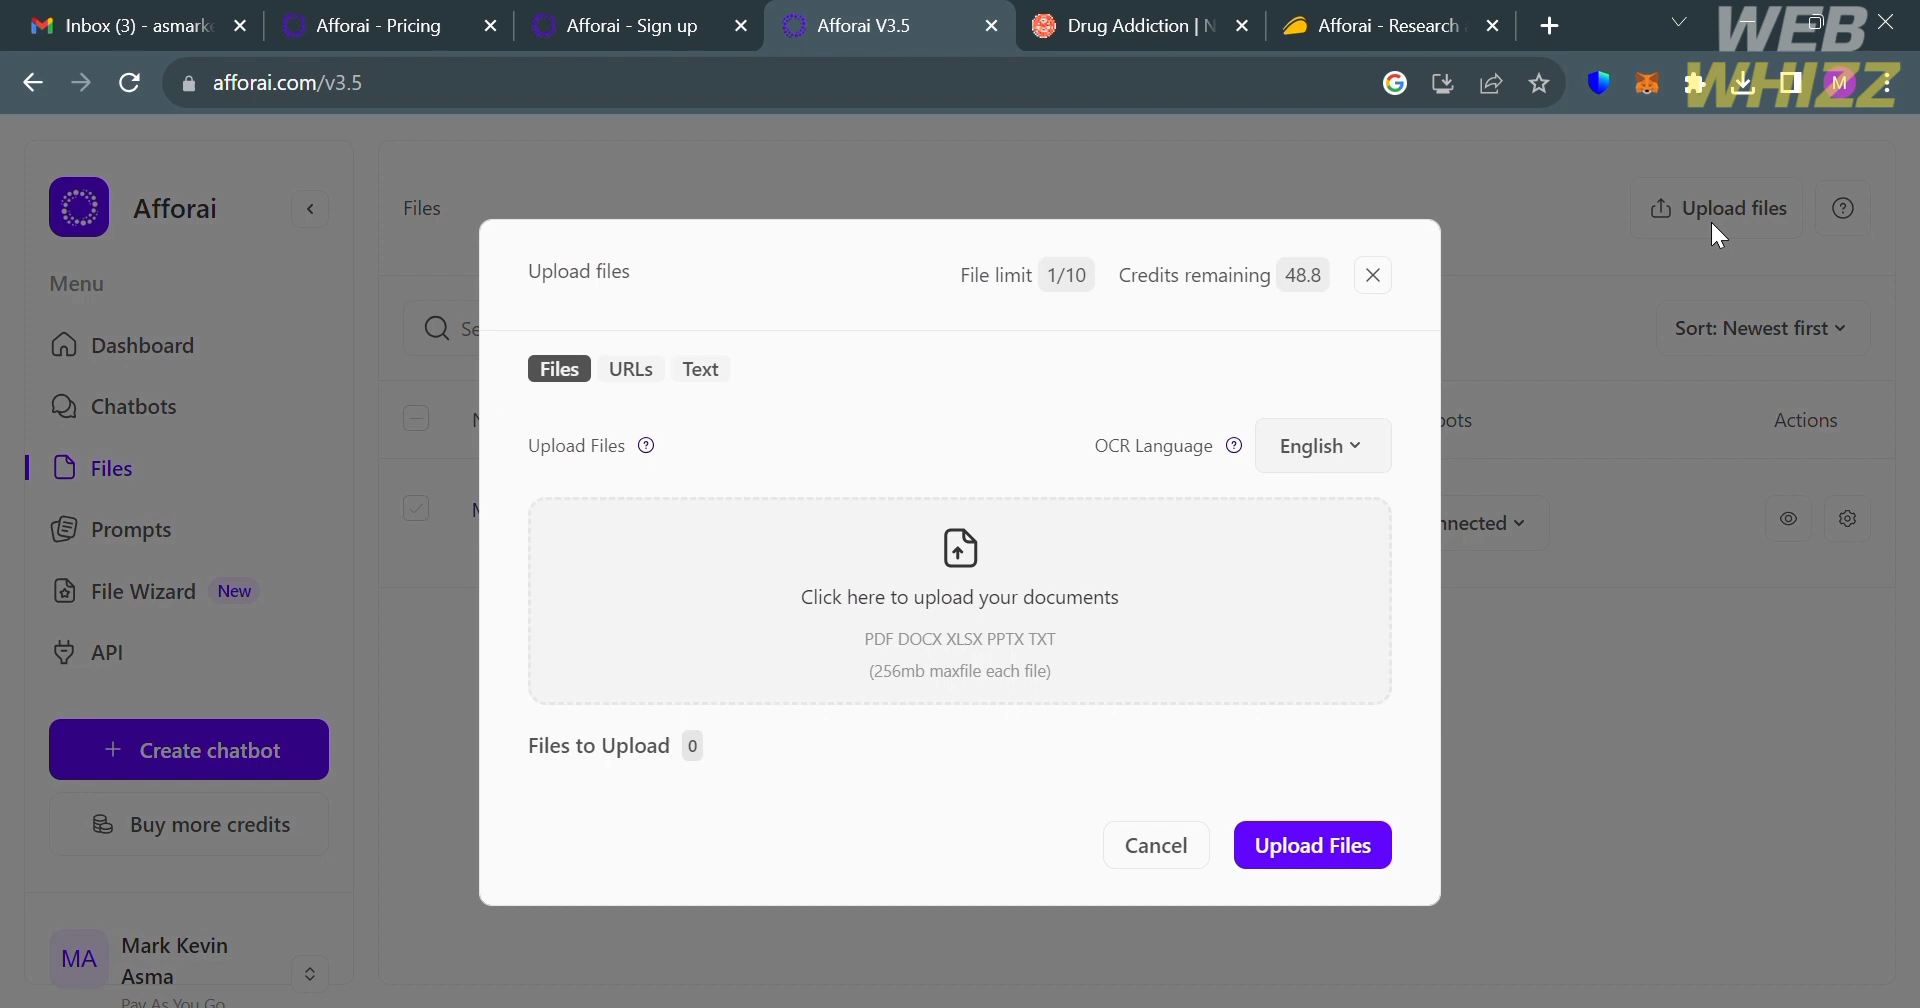 Inbox (3) - asmark
Afforai - Pricing
Afforai - Sign up
Afforai V3.5
Drug Addiction | N
Afforai - Research
WEB
WHIZZ
afforai.com/v3.5
M
Afforai
Files
Upload files
Menu
Dashboard
Chatbots
Files
Prompts
File Wizard New
API
+ Create chatbot
Buy more credits
MA
Mark Kevin
Asma
Pay As You Go
Se
Sort: Newest first
N
bots
Actions
nnected
Upload files
File limit 1/10
Credits remaining 48.8
Files URLs Text
Upload Files
OCR Language
English
Click here to upload your documents
PDF DOCX XLSX PPTX TXT
(256mb maxfile each file)
Files to Upload 0
Cancel
Upload Files